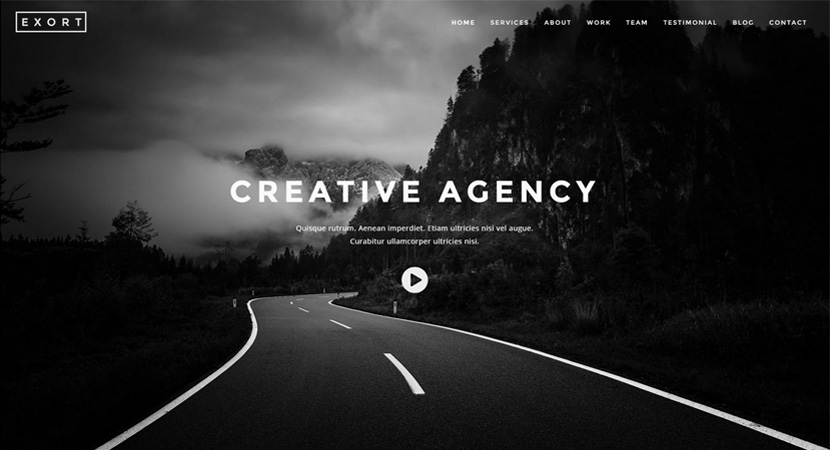 EXORT
HOME SERVICES ABOUT WORK TEAM TESTIMONIAL BLOG CONTACT
CREATIVE AGENCY
Quisque rutrum. Aenean imperdiet. Etiam ultricies nisi vel augue.
Curabitur ullamcorper ultricies nisi.